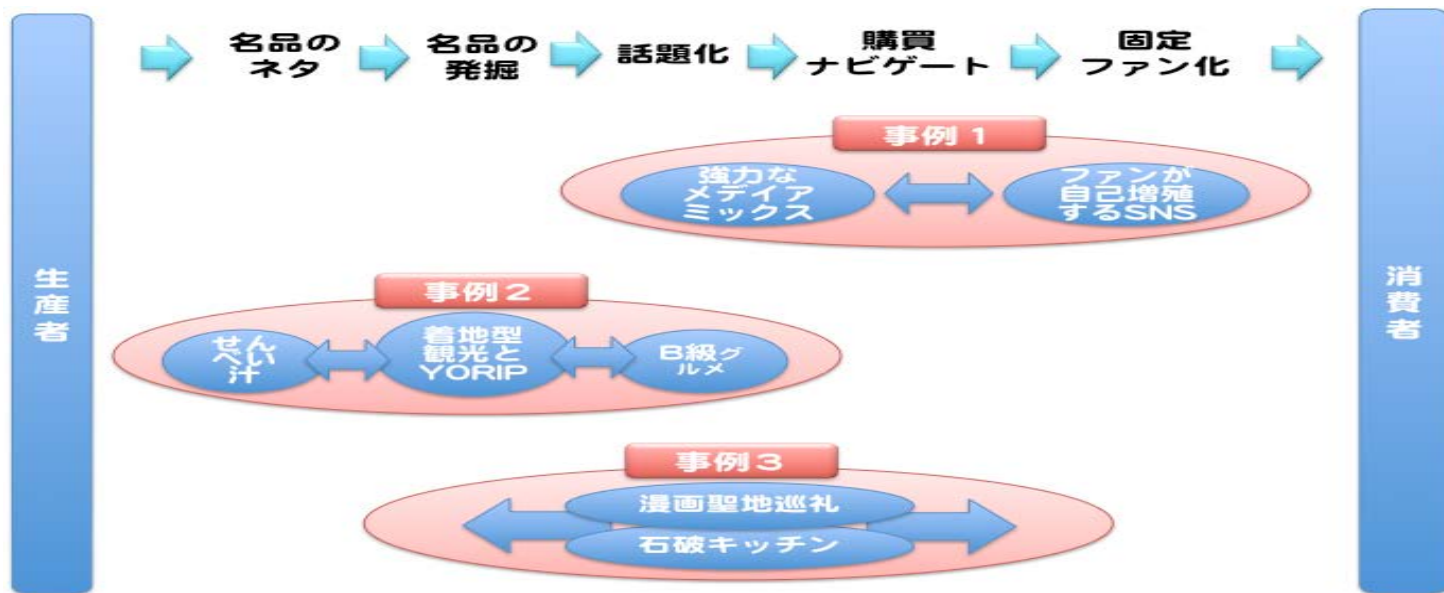 生産者
名品の
ネタ
名品の
発掘
話題化
購買
ナビゲート
固定
ファン化
消費者
事例1
強力な
メデイア
ミックス
ファンが
自己増殖
するSNS
事例2
せん
べい
汁
着地型
観光と
YORIP
B級グ
ルメ
事例3
漫画聖地巡礼
石破キッチン